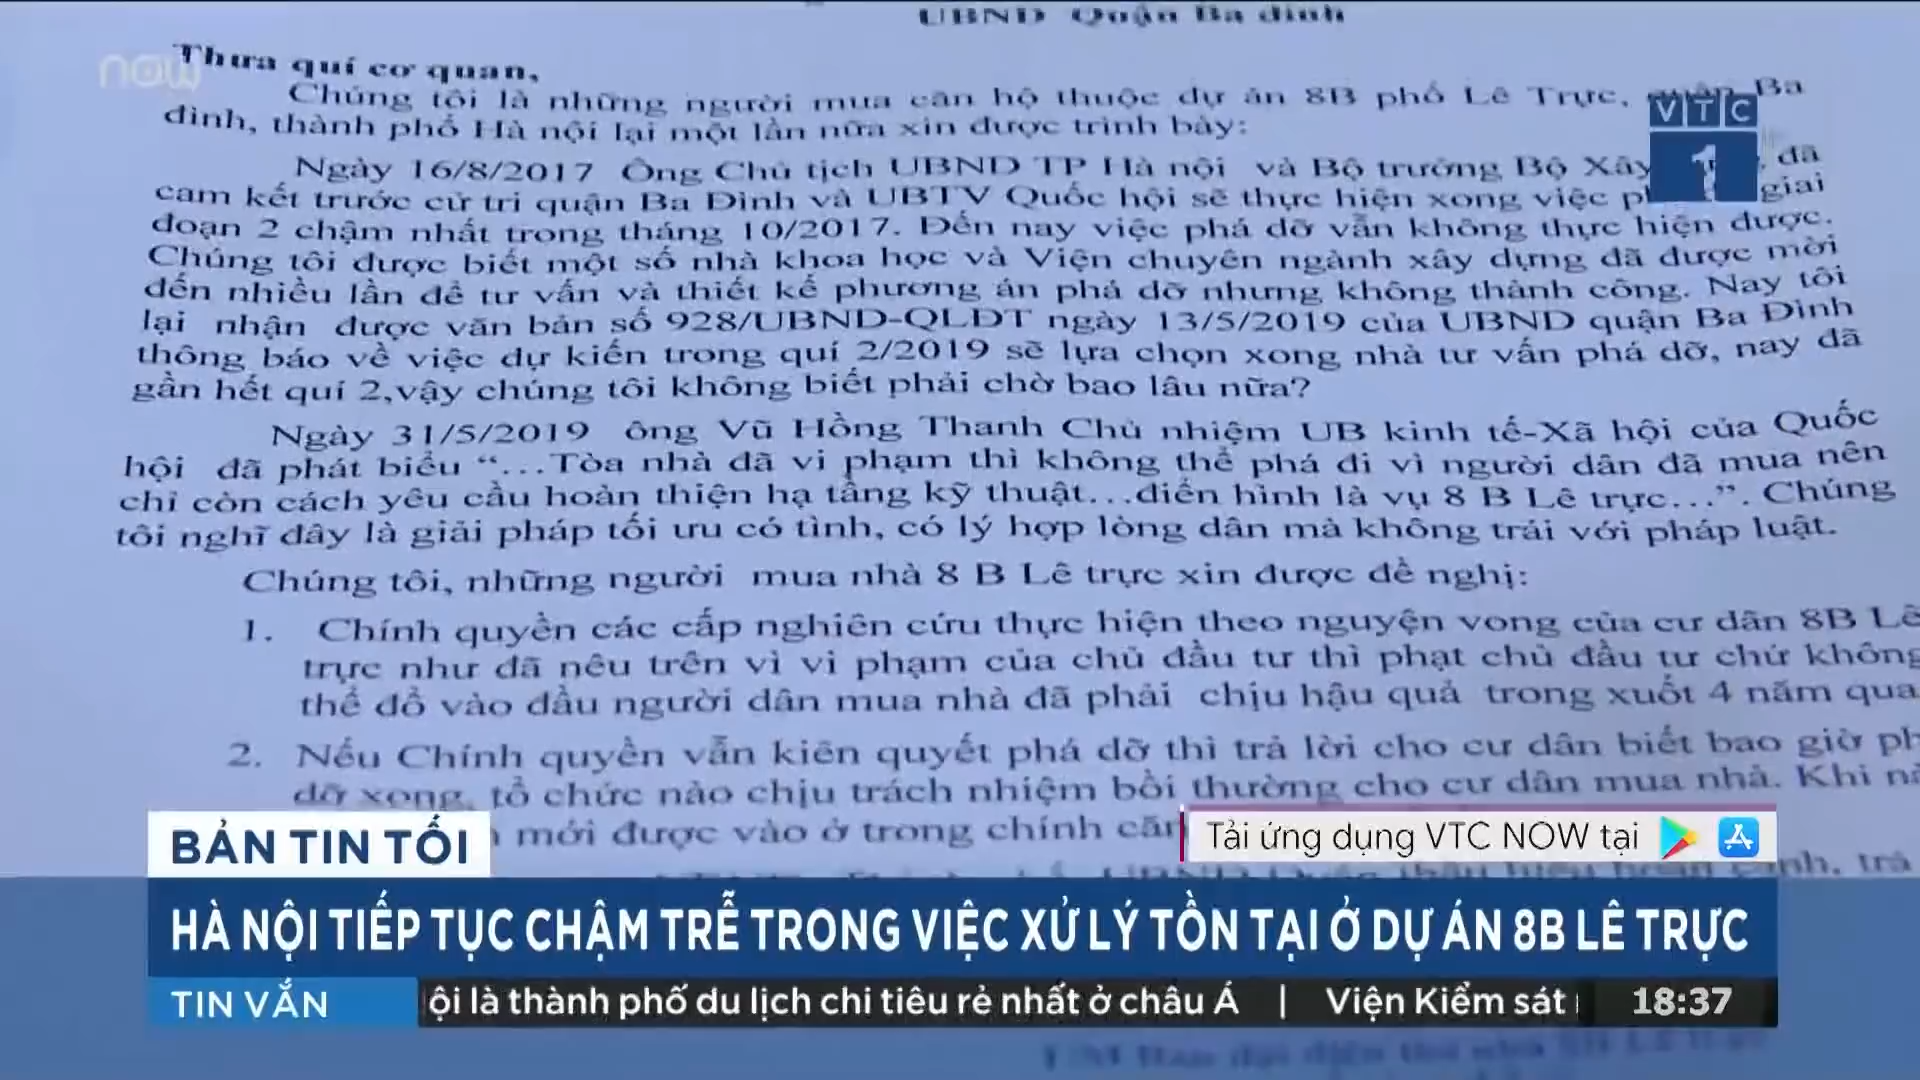 UBND Quận Ba đình
now
Thưa quí cơ quan,
Chúng tôi là những người mua căn hộ thuộc dự án 8B phố Lê Trực, quận Ba
đình, thành phố Hà nội lại một lần nữa xin được trình bày:
VTC
1
Ngày 16/8/2017 Ông Chủ tịch UBND TP Hà nội và Bộ trưởng Bộ Xây đã
cam kết trước cử tri quận Ba Đình và UBTV Quốc hội sẽ thực hiện xong việc giai
đoạn 2 chậm nhất trong tháng 10/2017. Đến nay việc phá dỡ vẫn không thực hiện được.
Chúng tôi được biết một số nhà khoa học và Viện chuyên ngành xây dựng đã được mời
đến nhiều lần để tư vấn và thiết kế phương án phá dỡ nhưng không thành công. Nay tôi
lại nhận được văn bản số 928/UBND-QLĐT ngày 13/5/2019 của UBND quận Ba Đình
thông báo về việc dự kiến trong quí 2/2019 sẽ lựa chọn xong nhà tư vấn phá dỡ, nay đã
gần hết quí 2,vậy chúng tôi không biết phải chờ bao lâu nữa?
Ngày 31/5/2019 ông Vũ Hồng Thanh Chủ nhiệm UB kinh tế-Xã hội của Quốc
hội đã phát biểu “...Tòa nhà đã vi phạm thì không thể phá đi vì người dân đã mua nên
chỉ còn cách yêu cầu hoàn thiện hạ tầng kỹ thuật...điển hình là vụ 8 B Lê trực...”. Chúng
tôi nghĩ đây là giải pháp tối ưu có tình, có lý hợp lòng dân mà không trái với pháp luật.
Chúng tôi, những người mua nhà 8 B Lê trực xin được đề nghị:
1. Chính quyền các cấp nghiên cứu thực hiện theo nguyện vong của cư dân 8B Lê
trực như đã nêu trên vì vi phạm của chủ đầu tư thì phạt chủ đầu tư chứ không
thể đổ vào đầu người dân mua nhà đã phải chịu hậu quả trong xuốt 4 năm qua
2. Nếu Chính quyền vẫn kiên quyết phá dỡ thì trả lời cho cư dân biết bao giờ ph
dỡ xong, tổ chức nào chịu trách nhiệm bồi thường cho cư dân mua nhà. Khi nà
mới được vào ở trong chính căn
BẢN TIN TỐI
Tải ứng dụng VTC NOW tại
HÀ NỘI TIẾP TỤC CHẬM TRỄ TRONG VIỆC XỬ LÝ TỒN TẠI Ở DỰ ÁN 8B LÊ TRỰC
TIN VẮN
ội là thành phố du lịch chi tiêu rẻ nhất ở châu Á | Viện Kiểm sát
18:37